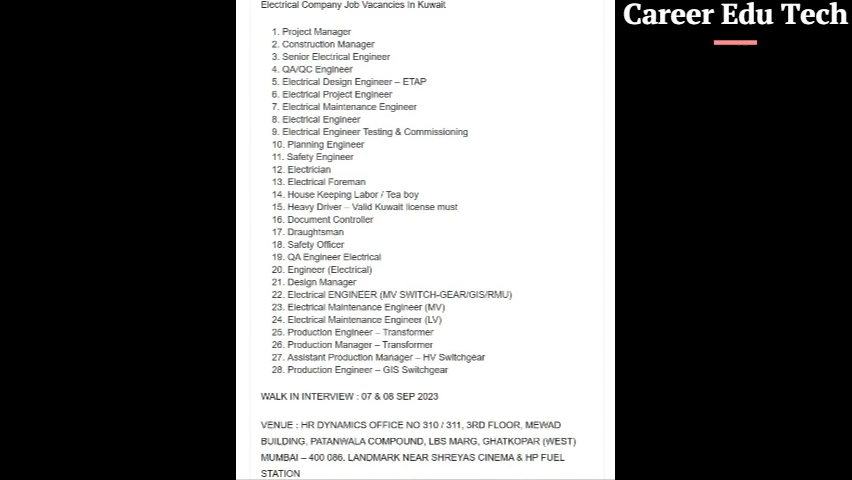 Electrical Company Job Vacancies In Kuwait
Career Edu Tech
1. Project Manager
2. Construction Manager
3. Senior Electrical Engineer
4. QA/QC Engineer
5. Electrical Design Engineer – ETAP
6. Electrical Project Engineer
7. Electrical Maintenance Engineer
8. Electrical Engineer
9. Electrical Engineer Testing & Commissioning
10. Planning Engineer
11. Safety Engineer
12. Electrician
13. Electrical Foreman
14. House Keeping Labor / Tea boy
15. Heavy Driver – Valid Kuwait license must
16. Document Controller
17. Draughtsman
18. Safety Officer
19. QA Engineer Electrical
20. Engineer (Electrical)
21. Design Manager
22. Electrical ENGINEER (MV SWITCH-GEAR/GIS/RMU)
23. Electrical Maintenance Engineer (MV)
24. Electrical Maintenance Engineer (LV)
25. Production Engineer – Transformer
26. Production Manager – Transformer
27. Assistant Production Manager – HV Switchgear
28. Production Engineer – GIS Switchgear
WALK IN INTERVIEW : 07 & 08 SEP 2023
VENUE : HR DYNAMICS OFFICE NO 310 / 311, 3RD FLOOR, MEWAD
BUILDING, PATANWALA COMPOUND, LBS MARG, GHATKOPAR (WEST)
MUMBAI – 400 086. LANDMARK NEAR SHREYAS CINEMA & HP FUEL
STATION